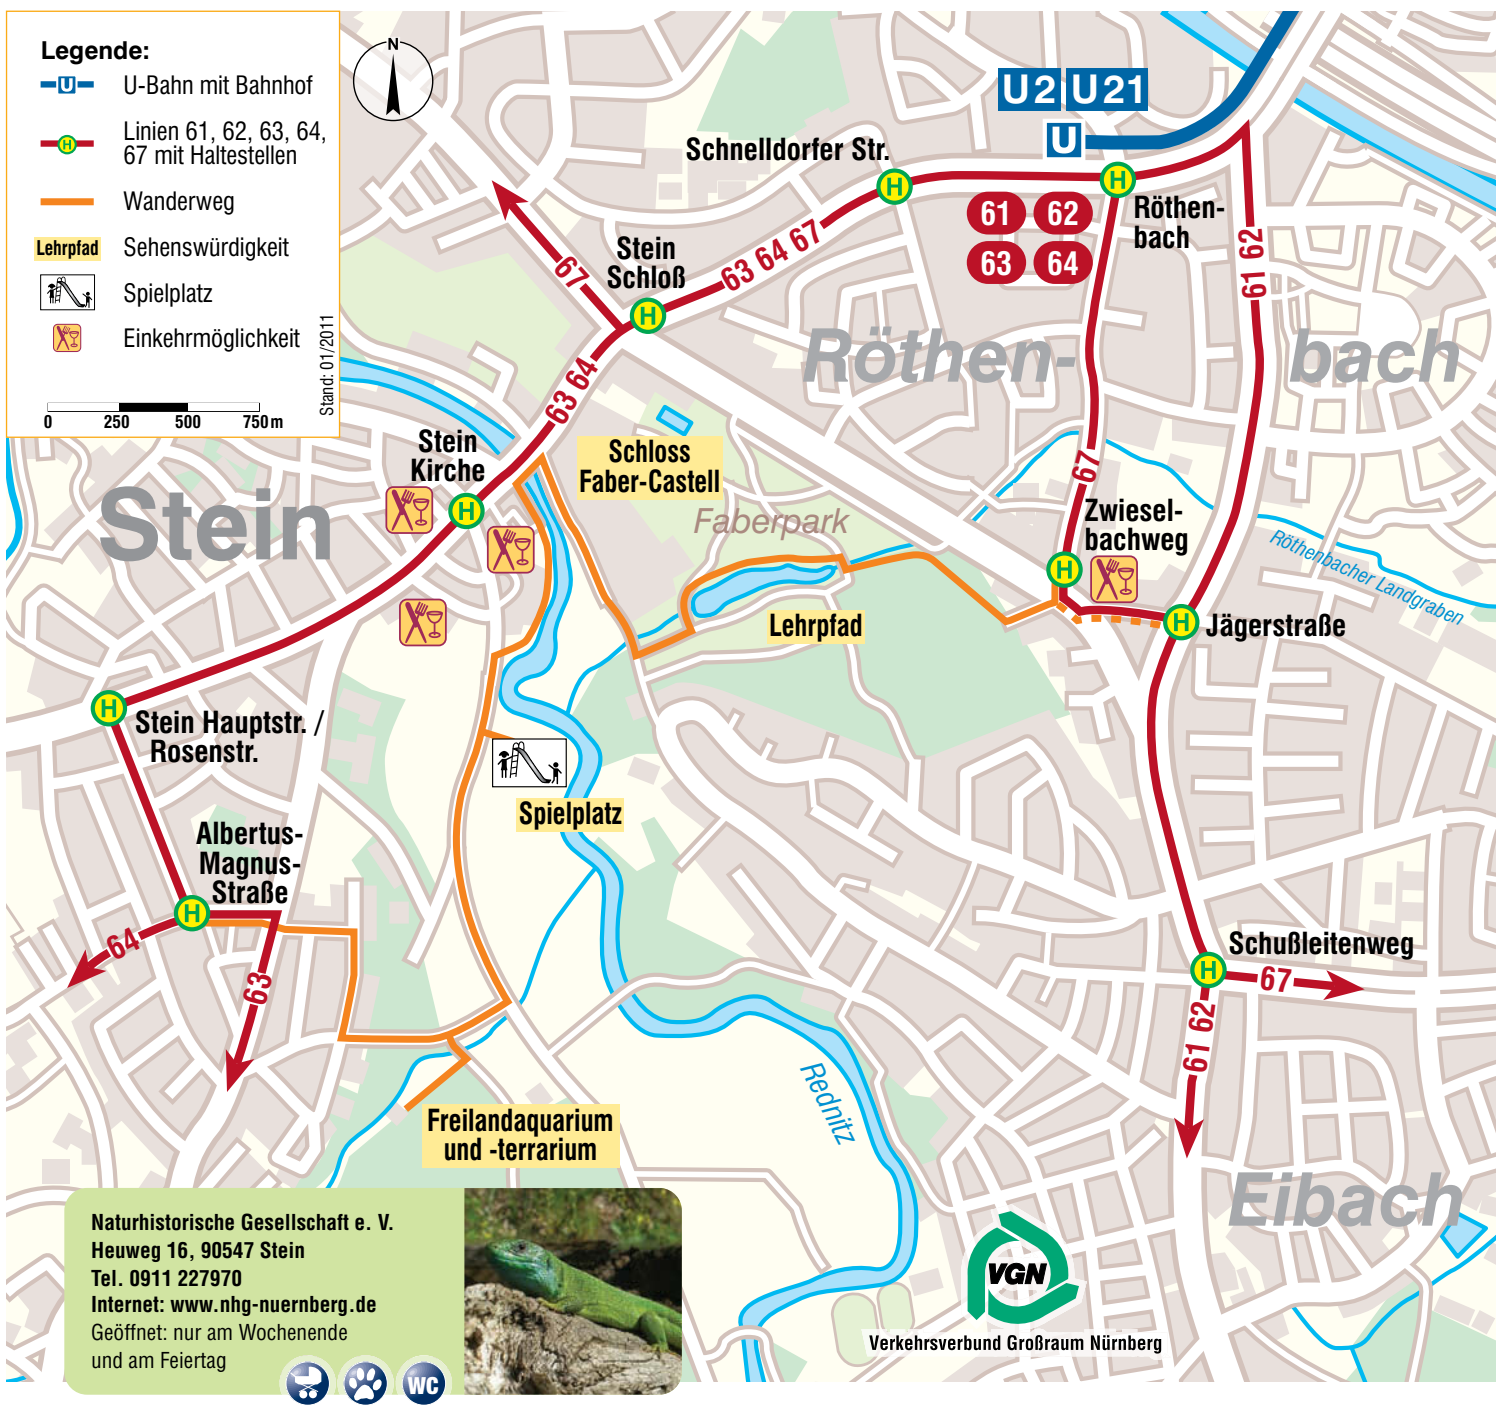 Legende:
U
U-Bahn mit Bahnhof
H
Linien 61, 62, 63, 64,
67 mit Haltestellen
Wanderweg
Lehrpfad
Sehenswürdigkeit
Spielplatz
Einkehrmöglichkeit
Stand: 01/2011
0 250 500 750 m
N
U2 U21
U
Schnelldorfer Str.
H
H
Röthen-
bach
61 62
63 64
Stein
Schloß
H
67
63 64 67
61 62
Röthen-
bach
63 64
Stein
Kirche
H
Schloss
Faber-Castell
Faberpark
67
Zwiesel-
bachweg
H
Röthenbacher Landgraben
Stein
Lehrpfad
H
Jägerstraße
H
Stein Hauptstr. /
Rosenstr.
Spielplatz
Albertus-
Magnus-
Straße
H
64
63
Schußleitenweg
H
67
61 62
Rednitz
Freilandaquarium
und -terrarium
Eibach
Naturhistorische Gesellschaft e. V.
Heuweg 16, 90547 Stein
Tel. 0911 227970
Internet: www.nhg-nuernberg.de
Geöffnet: nur am Wochenende
und am Feiertag
WC
VGN
Verkehrsverbund Großraum Nürnberg